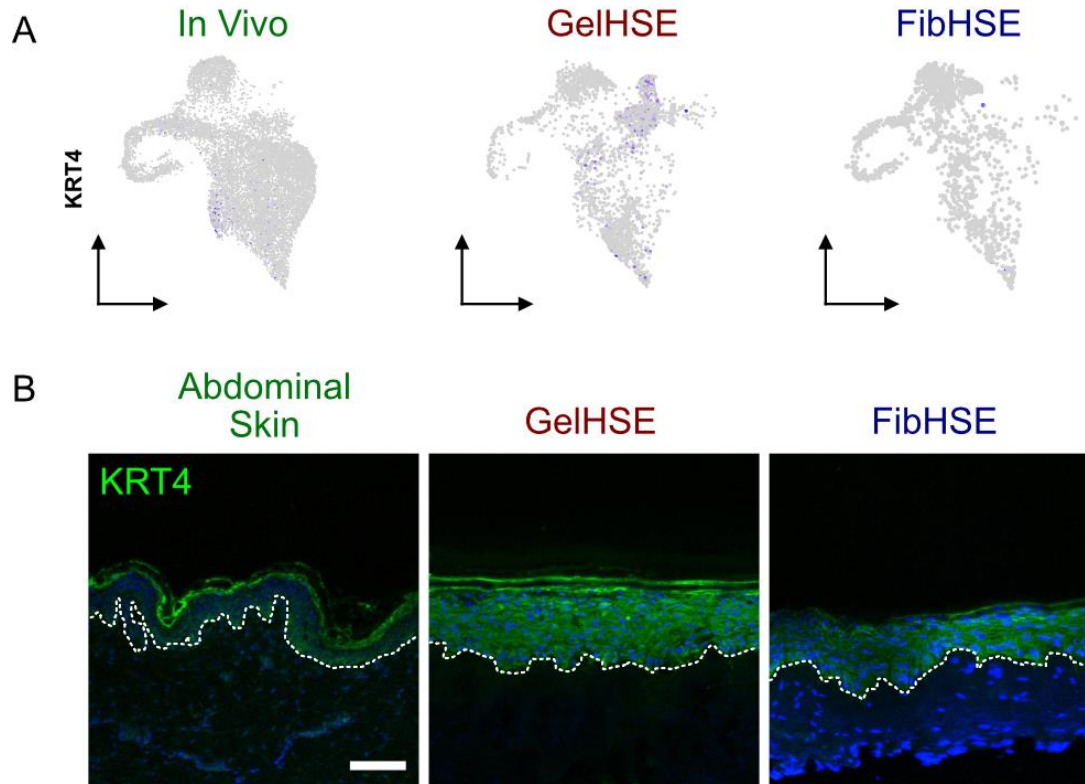 A
In Vivo
GelHSE
FibHSE
KRT4
B
Abdominal
Skin
GelHSE
FibHSE
KRT4